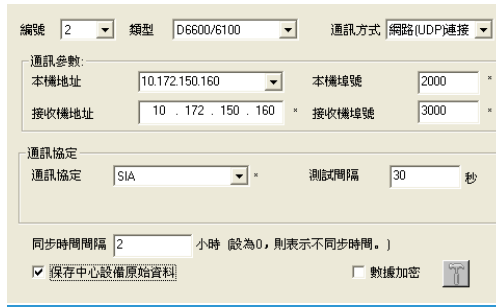 編號 2 類型 D6600/6100 通訊方式 網路(UDP)連接
通訊參數:
本機地址 10.172.150.160 本機埠號 2000 *
接收機地址 10 . 172 . 150 . 160 * 接收機埠號 3000 *
通訊協定
通訊協定 SIA * 測試間隔 30 秒
同步時間間隔 2 小時 (設為0，則表示不同步時間。)
保存中心設備原始資料 數據加密